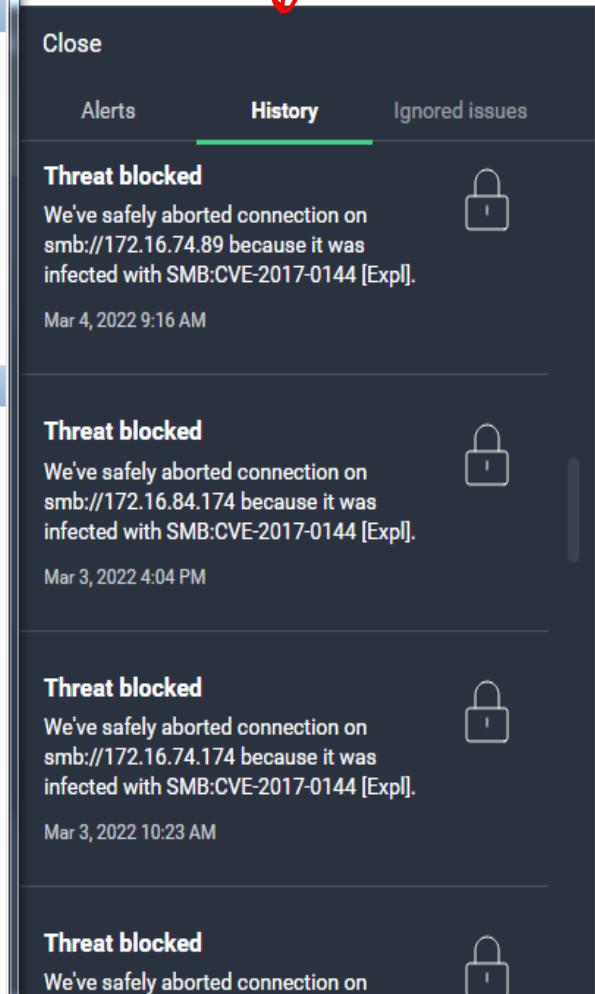 Close
Alerts History Ignored issues
Threat blocked
We've safely aborted connection on
smb://172.16.74.89 because it was
infected with SMB:CVE-2017-0144 [Expl].
Mar 4, 2022 9:16 AM
Threat blocked
We've safely aborted connection on
smb://172.16.84.174 because it was
infected with SMB:CVE-2017-0144 [Expl].
Mar 3, 2022 4:04 PM
Threat blocked
We've safely aborted connection on
smb://172.16.74.174 because it was
infected with SMB:CVE-2017-0144 [Expl].
Mar 3, 2022 10:23 AM
Threat blocked
We've safely aborted connection on